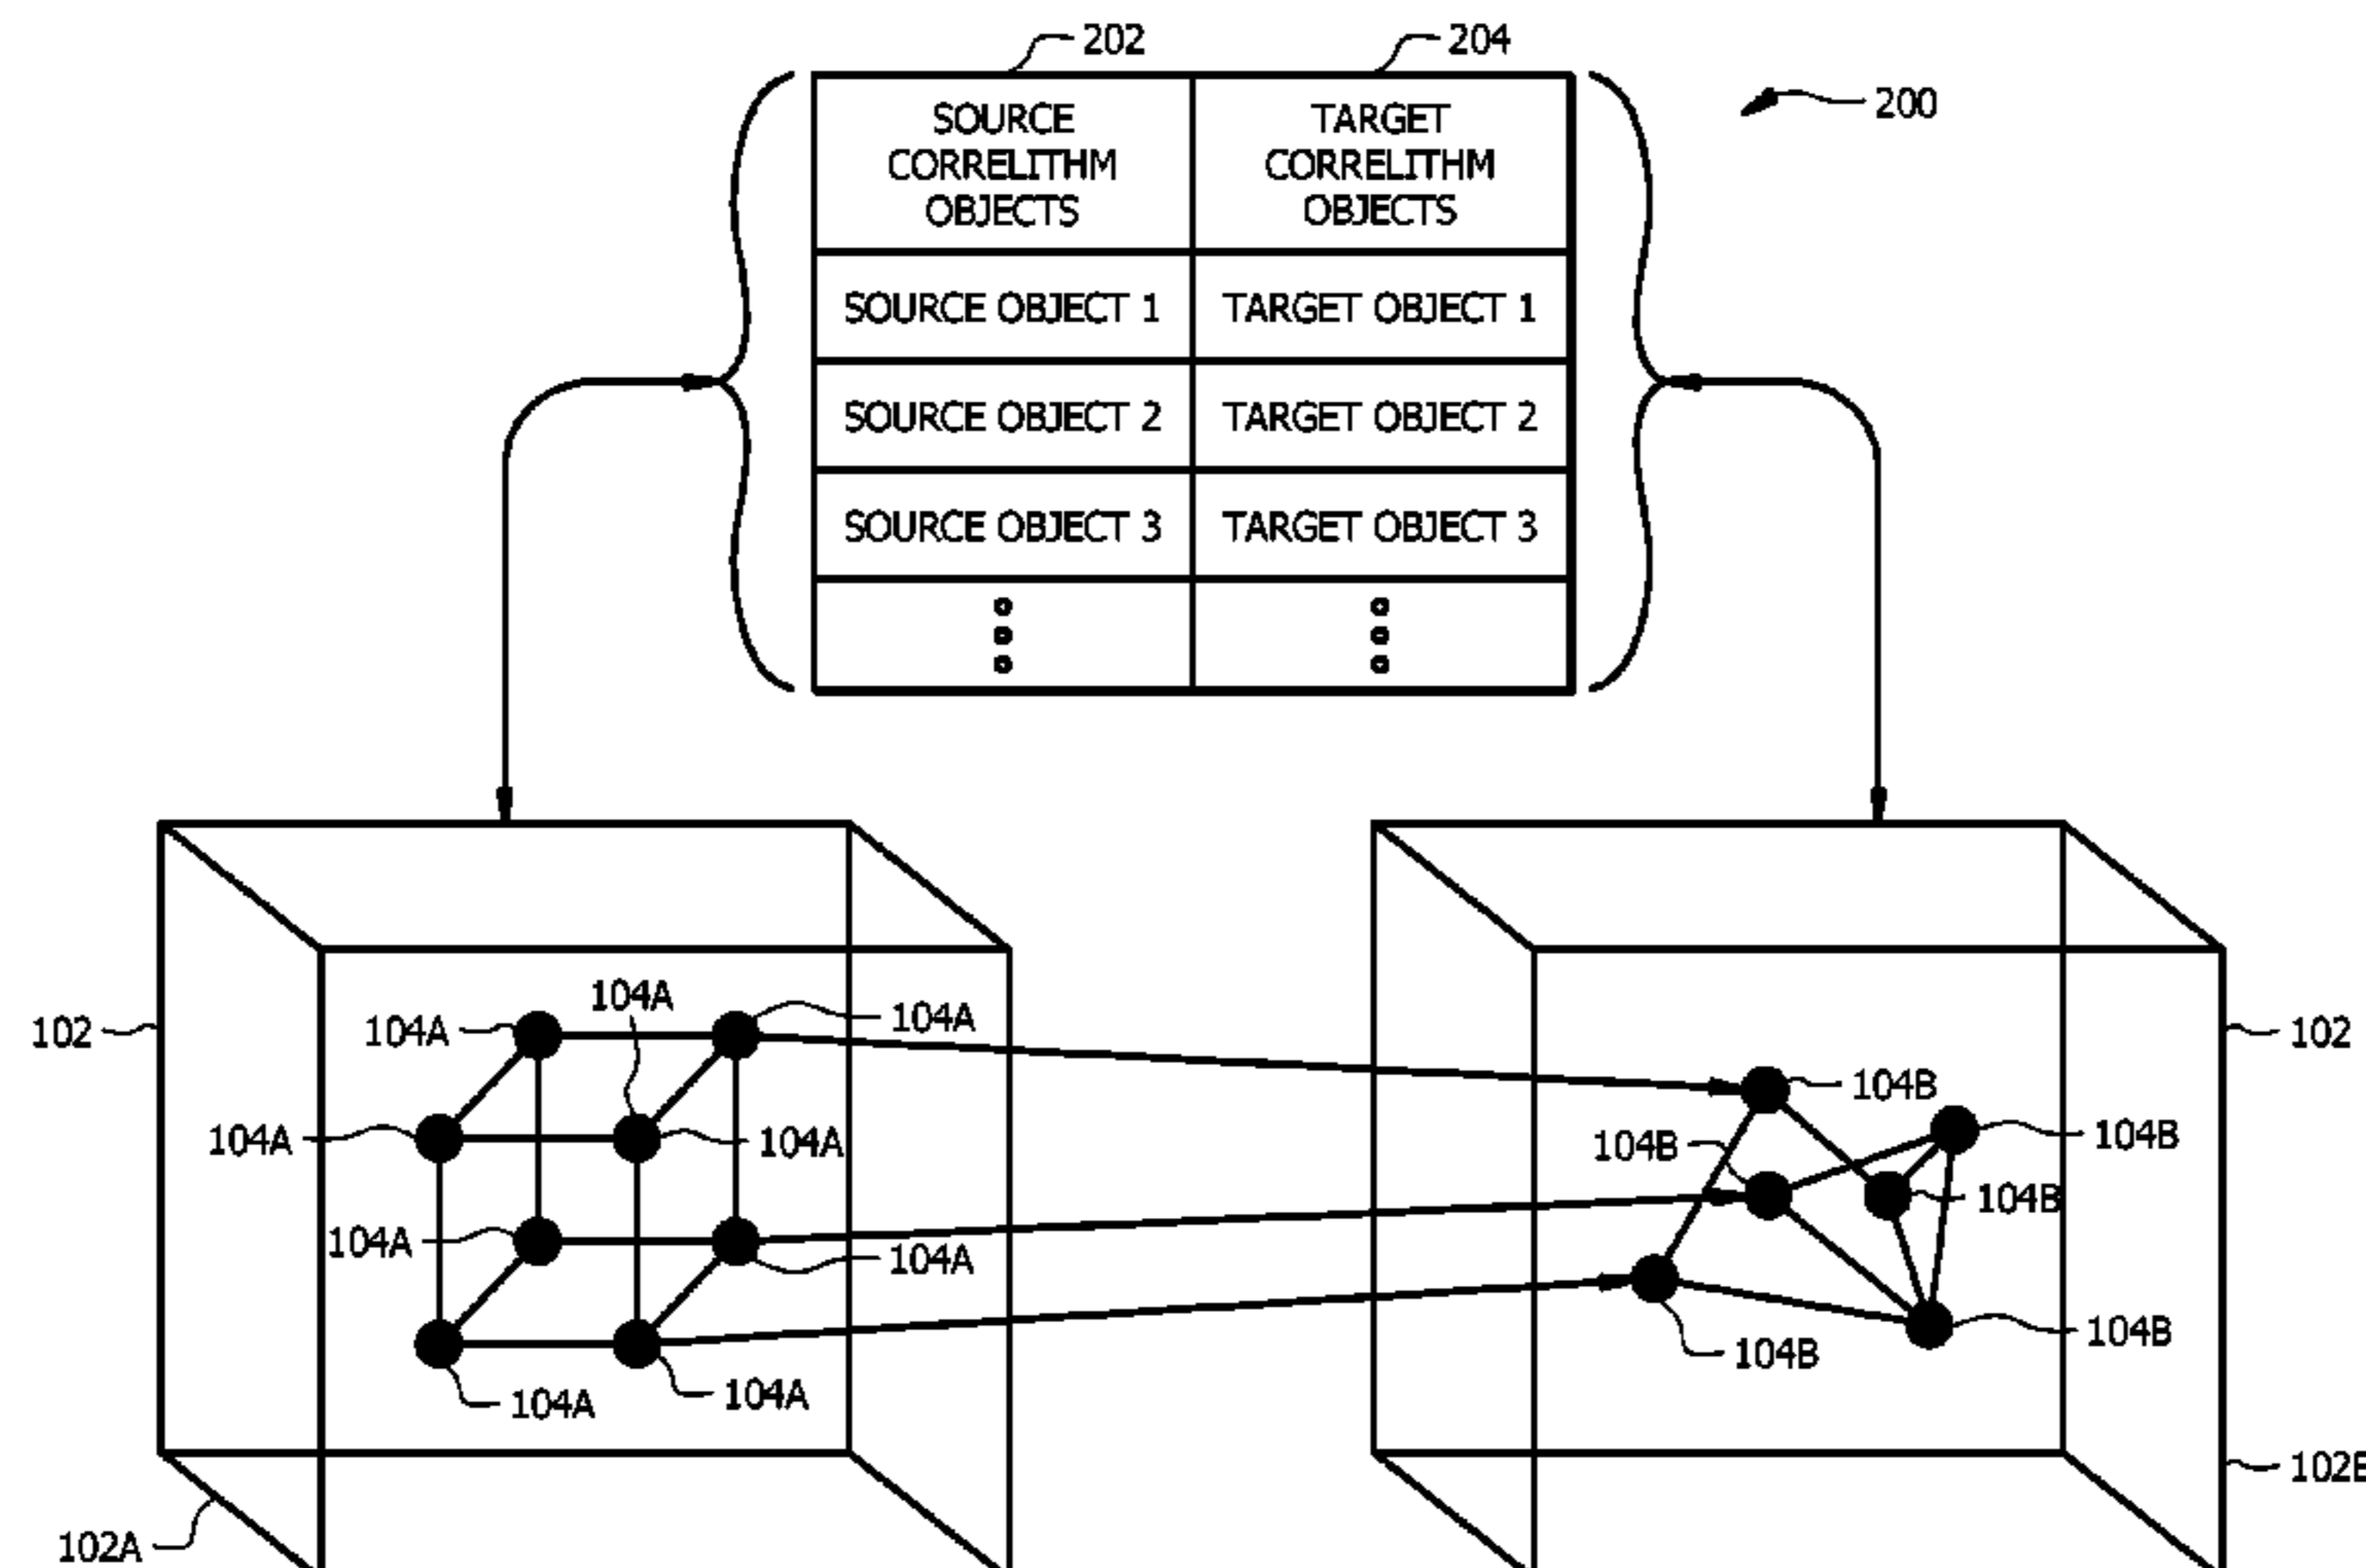 202
204
200
SOURCE
CORRELITHM
OBJECTS
TARGET
CORRELITHM
OBJECTS
SOURCE OBJECT 1
TARGET OBJECT 1
SOURCE OBJECT 2
TARGET OBJECT 2
SOURCE OBJECT 3
TARGET OBJECT 3
102
104A
104A
104A
104A
104A
104A
104A
104A
104A
102A
102
104B
104B
104B
104B
104B
104B
102B